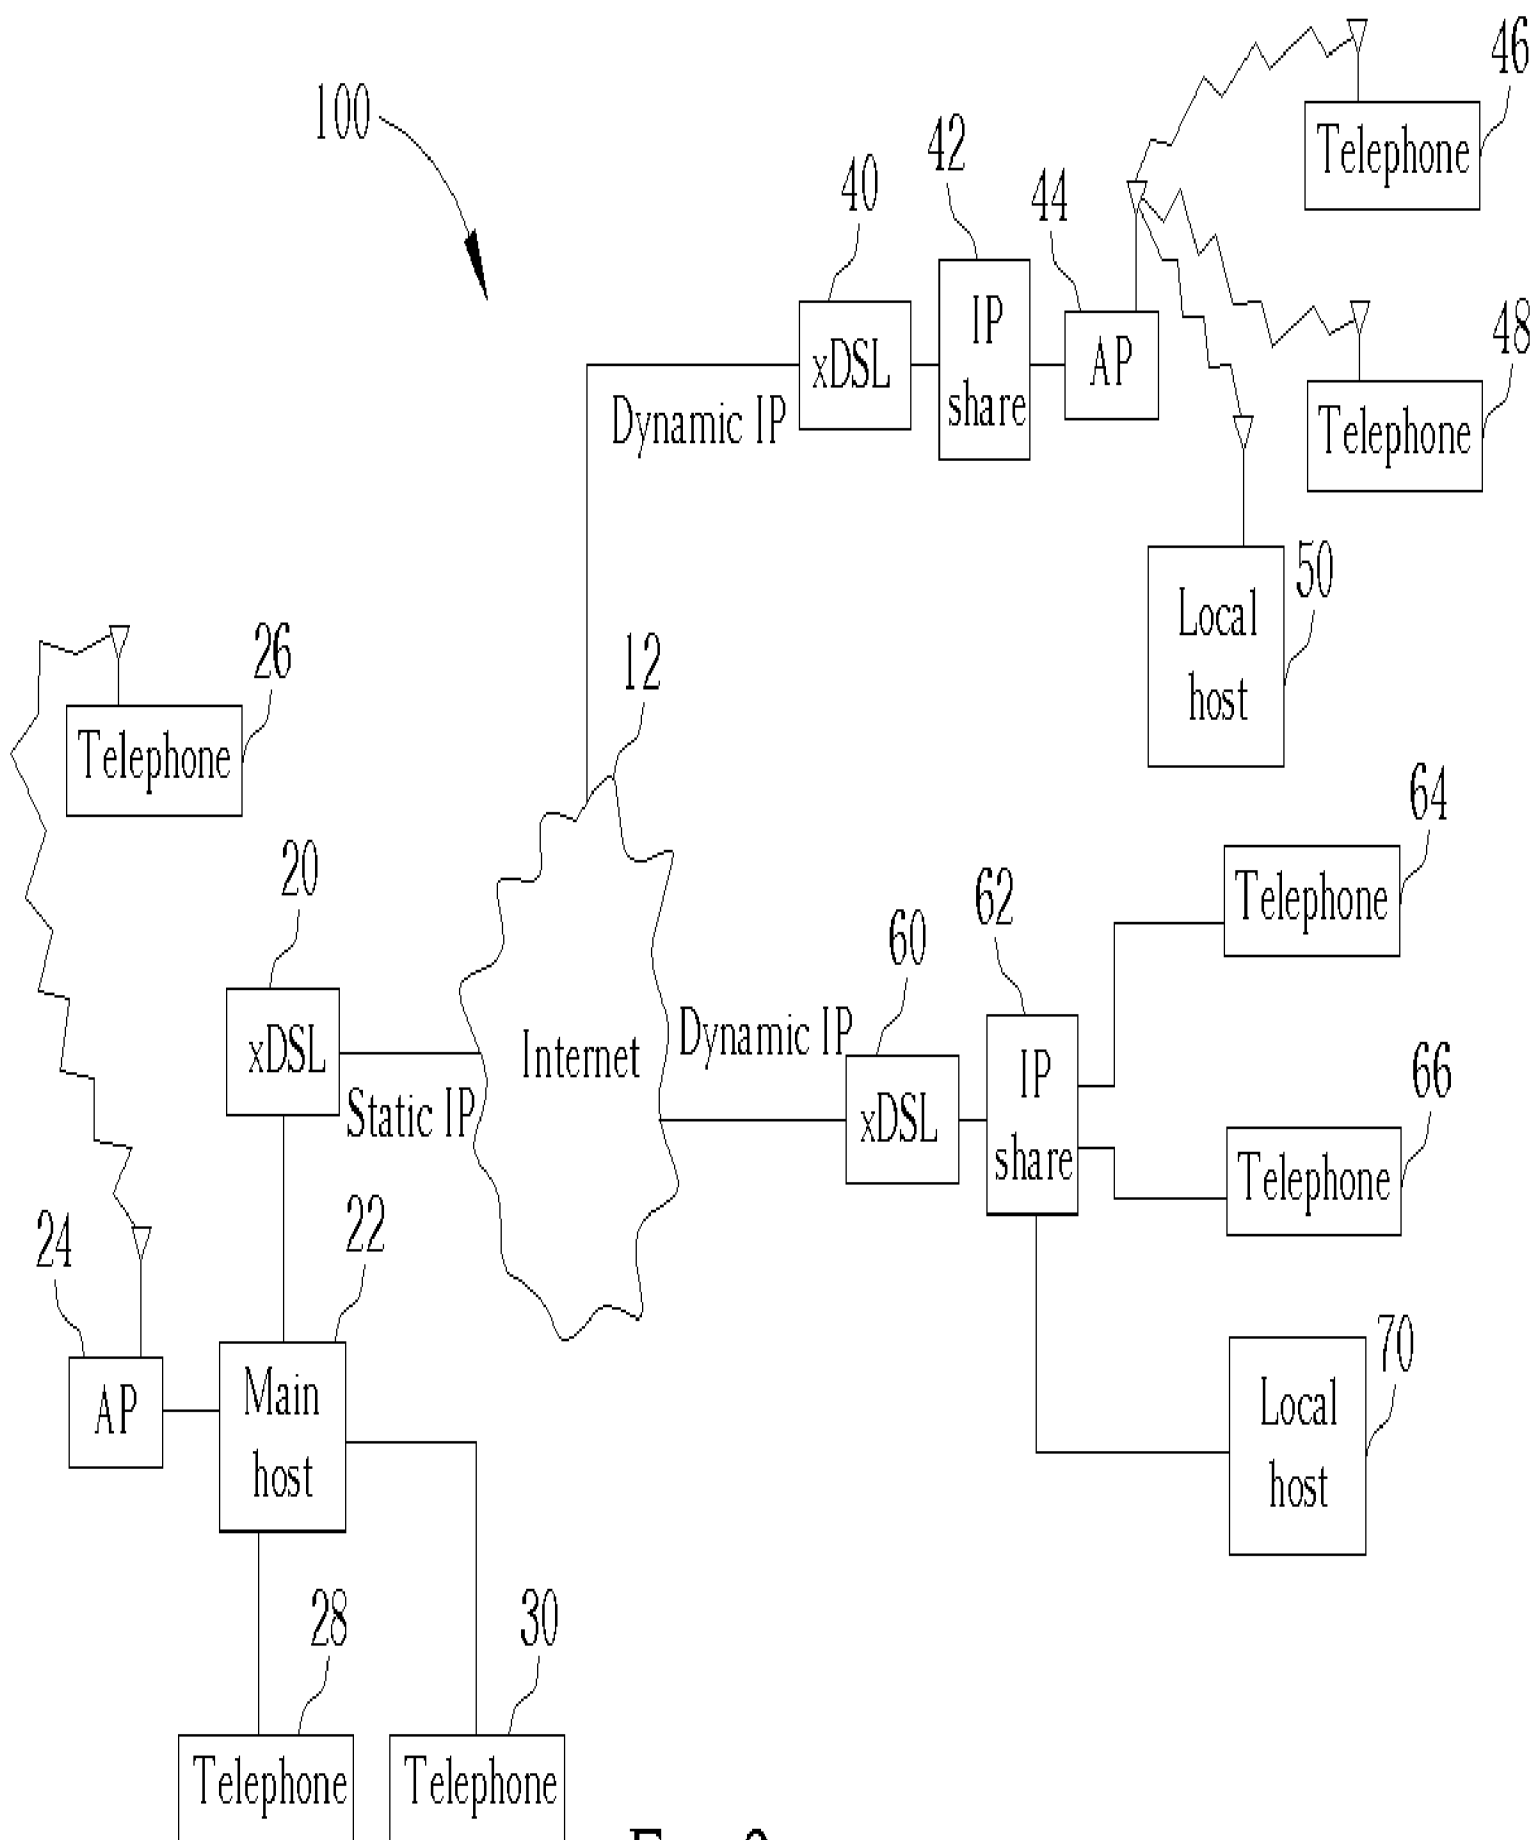 100
46
Telephone
42
40
44
IP
share
xDSL
AP
Dynamic IP
48
Telephone
50
Local
host
26
Telephone
12
64
Telephone
20
xDSL
Static IP
Internet
Dynamic IP
60
xDSL
62
IP
share
66
Telephone
24
AP
22
Main
host
70
Local
host
28
Telephone
30
Telephone